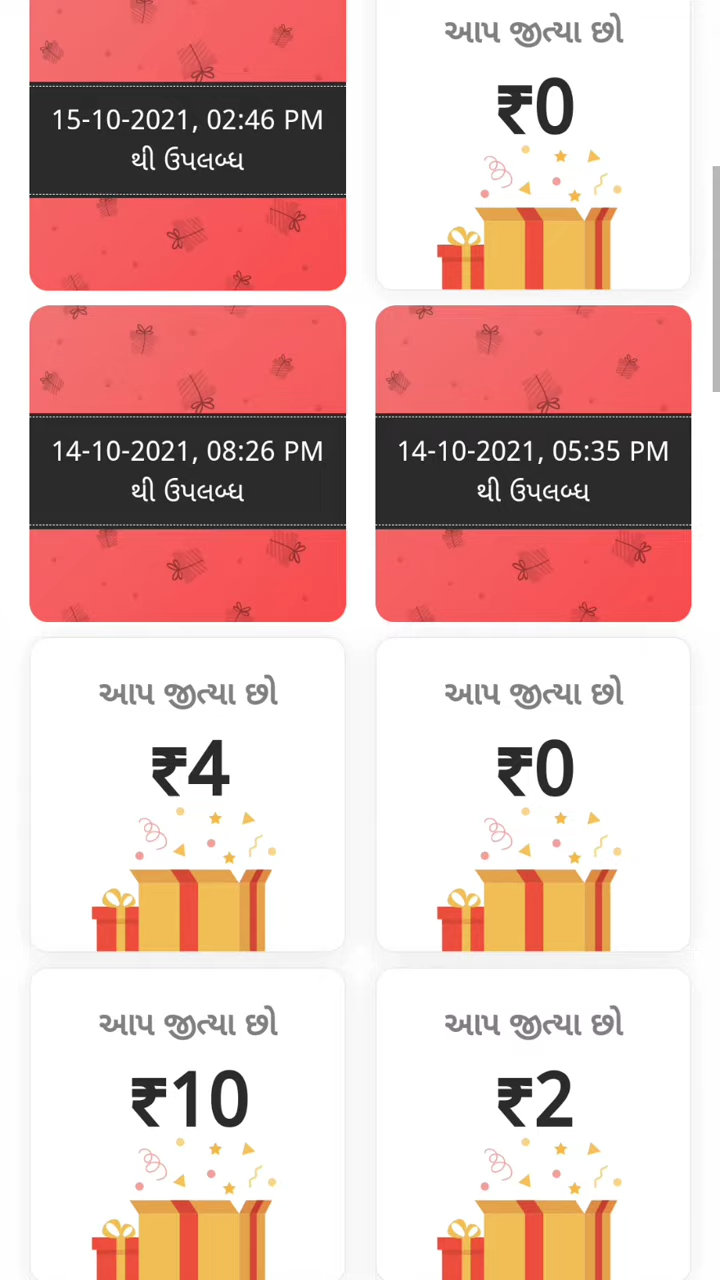 15-10-2021, 02:46 PM
થી ઉપલબ્ધ
આપ જીત્યા છો
₹0
14-10-2021, 08:26 PM
થી ઉપલબ્ધ
14-10-2021, 05:35 PM
થી ઉપલબ્ધ
આપ જીત્યા છો
₹4
આપ જીત્યા છો
₹0
આપ જીત્યા છો
₹10
આપ જીત્યા છો
₹2